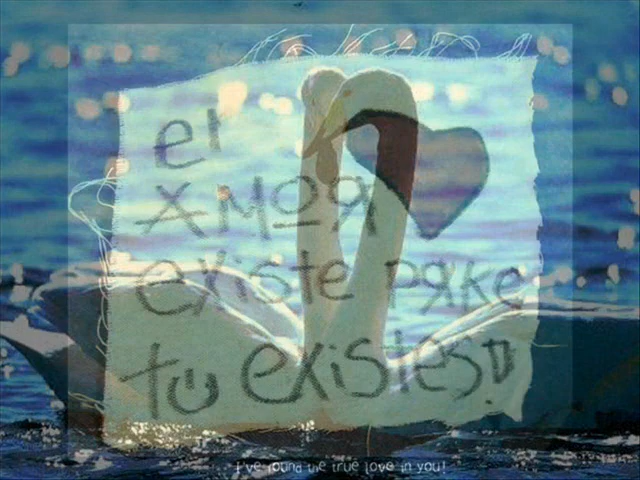 el
AMOR
existe pRKe
tu existes!!
I've found the true love in you!